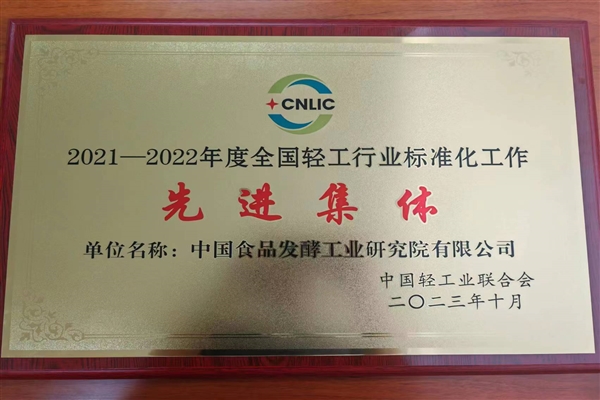 CNLIC
2021—2022年度全国轻工行业标准化工作
先进集体
单位名称：中国食品发酵工业研究院有限公司
中国轻工业联合会
二〇二三年十月